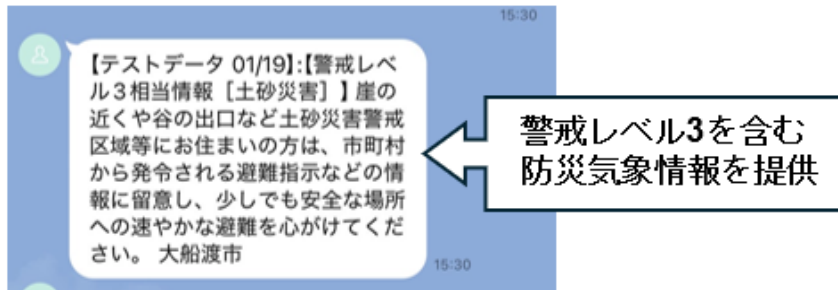 15:30
【テストデータ 01/19】:【警戒レベ
ル3相当情報［土砂災害］】崖の
近くや谷の出口など土砂災害警戒
区域等にお住まいの方は、市町村
から発令される避難指示などの情
報に留意し、少しでも安全な場所
への速やかな避難を心がけてくだ
さい。 大船渡市
15:30
警戒レベル3を含む
防災気象情報を提供